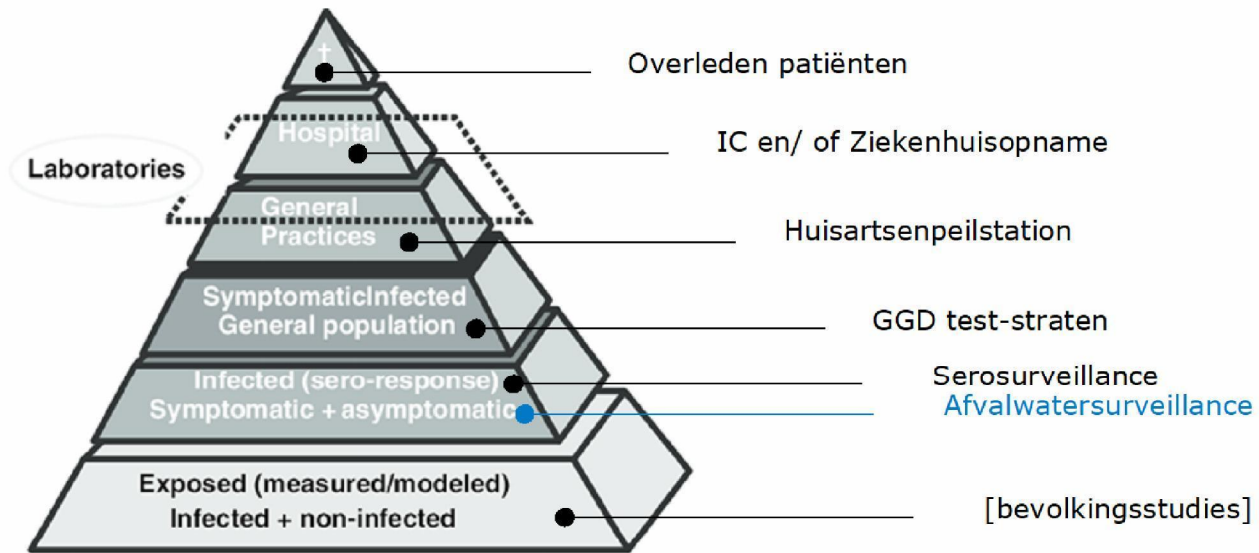 †
Overleden patiënten
Hospital
IC en/ of Ziekenhuisopname
Laboratories
General
Practices
Huisartsenpeilstation
SymptomaticInfected
General population
GGD test-straten
Infected (sero-response)
Symptomatic + asymptomatic
Serosurveillance
Afvalwatersurveillance
Exposed (measured/modeled)
Infected + non-infected
[bevolkingsstudies]